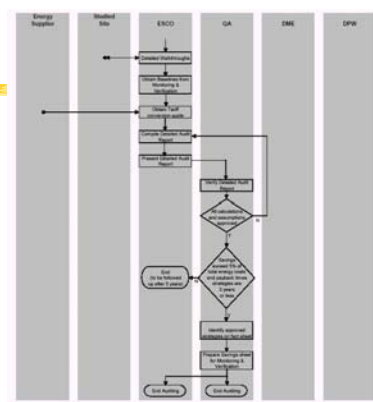 Energy
Supplier
Studied
Site
ESCO
QA
DME
DPW
Detailed Walkthroughs
Obtain Baselines from
Monitoring &
Verification
Obtain Tariff
conversion guide
Compile Detailed Audit
Report
Present Detailed Audit
Report
Verify Detailed Audit
Report
All calculations
and assumptions
approved
N
Y
Savings
exceed 5% of
total energy costs
and payback times
strategies are
3 years
or less
N
End
(to be followed
up after 3 years)
Y
Identify approved
strategies on fact sheet
Prepare Savings sheet
for Monitoring &
Verification
End Auditing
End Auditing